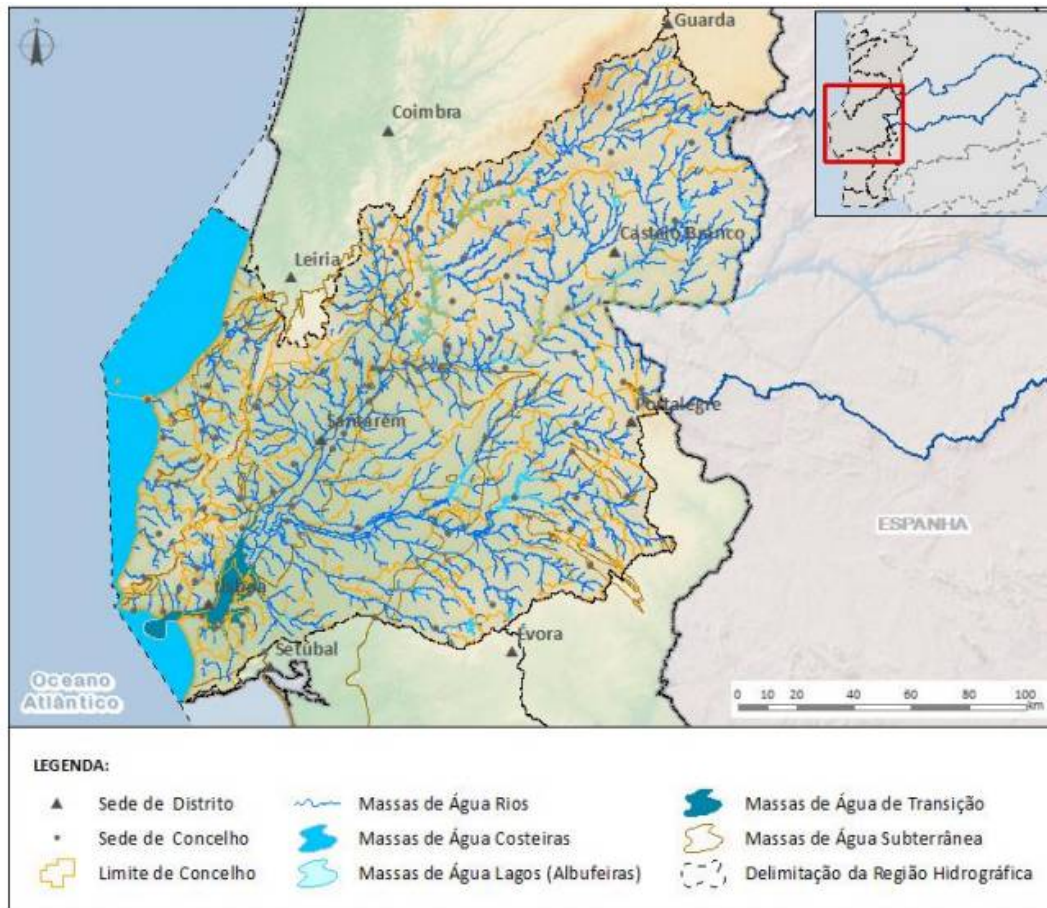 Guarda
Coimbra
Castelo Branco
Leiria
Portalegre
Santarém
ESPANHA
Lisboa
Évora
Setúbal
Oceano
Atlântico
0 10 20 40 60 80 100
km
LEGENDA:
Sede de Distrito
Massas de Água Rios
Massas de Água de Transição
Sede de Concelho
Massas de Água Costeiras
Massas de Água Subterrânea
Limite de Concelho
Massas de Água Lagos (Albufeiras)
Delimitação da Região Hidrográfica